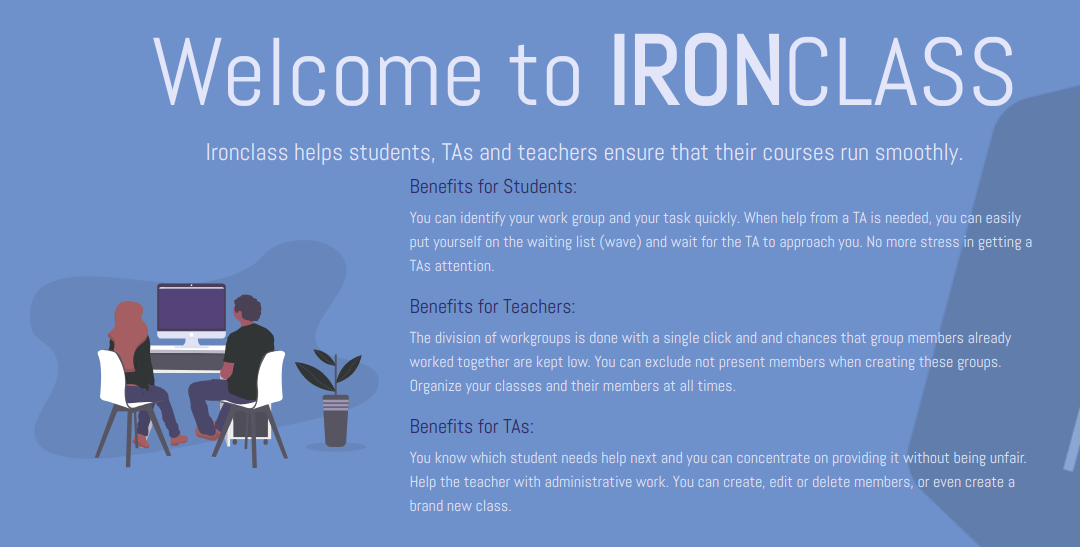 Welcome to IRONCLASS
Ironclass helps students, TAs and teachers ensure that their courses run smoothly.
Benefits for Students:
You can identify your work group and your task quickly. When help from a TA is needed, you can easily
put yourself on the waiting list (wave) and wait for the TA to approach you. No more stress in getting a
TAs attention.
Benefits for Teachers:
The division of workgroups is done with a single click and and chances that group members already
worked together are kept low. You can exclude not present members when creating these groups.
Organize your classes and their members at all times.
Benefits for TAs:
You know which student needs help next and you can concentrate on providing it without being unfair.
Help the teacher with administrative work. You can create, edit or delete members, or even create a
brand new class.